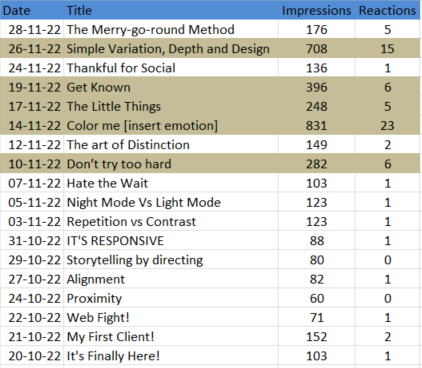 Date Title Impressions Reactions
28-11-22 The Merry-go-round Method 176 5
26-11-22 Simple Variation, Depth and Design 708 15
24-11-22 Thankful for Social 136 1
19-11-22 Get Known 396 6
17-11-22 The Little Things 248 5
14-11-22 Color me [insert emotion] 831 23
12-11-22 The art of Distinction 149 2
10-11-22 Don’t try too hard 282 6
07-11-22 Hate the Wait 103 1
05-11-22 Night Mode Vs Light Mode 123 1
03-11-22 Repetition vs Contrast 123 1
31-10-22 IT'S RESPONSIVE 88 1
29-10-22 Storytelling by directing 80 0
27-10-22 Alignment 82 1
24-10-22 Proximity 60 0
22-10-22 Web Fight! 71 1
21-10-22 My First Client! 152 2
20-10-22 It's Finally Here! 103 1